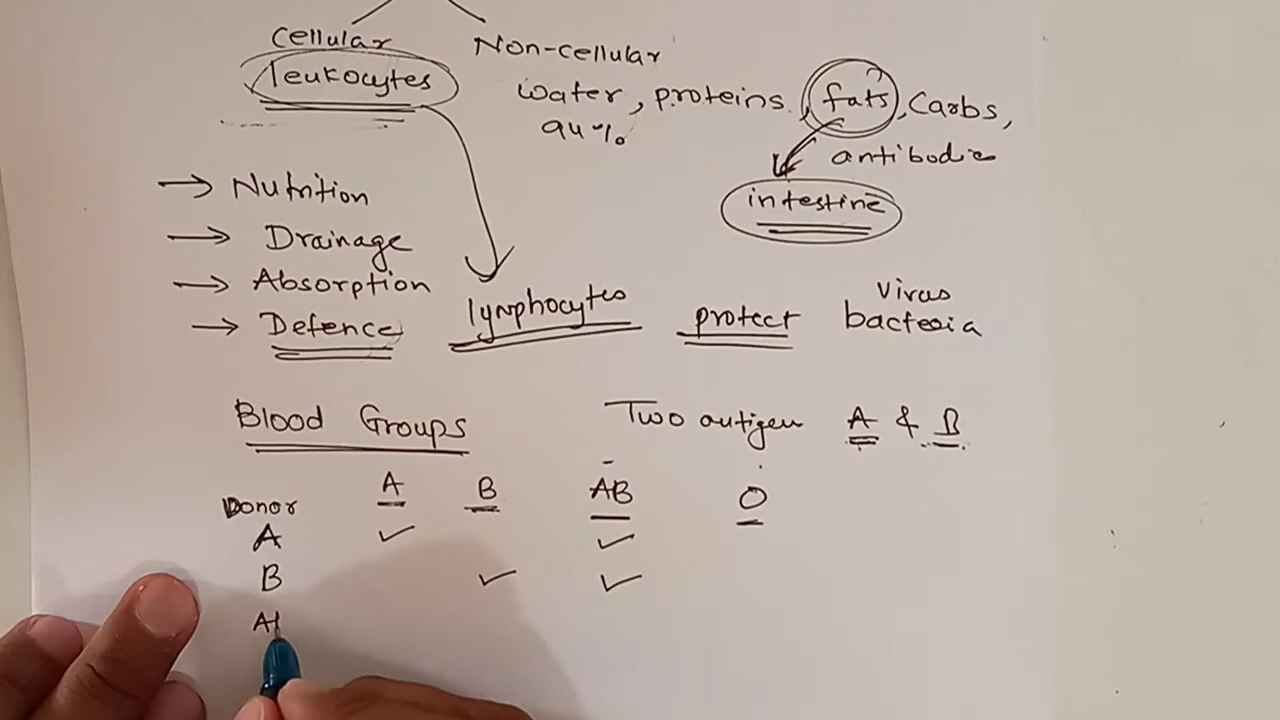 Cellular Non-cellular
leukocytes water, proteins, fats, Carbs,
94% antibodies
→ Nutrition intestine
→ Drainage
→ Absorption
lymphocytes protect virus
→ Defence bacteria
Blood Groups Two antigen A & B
Donor A B AB O
A ✓ ✓
B ✓ ✓
A